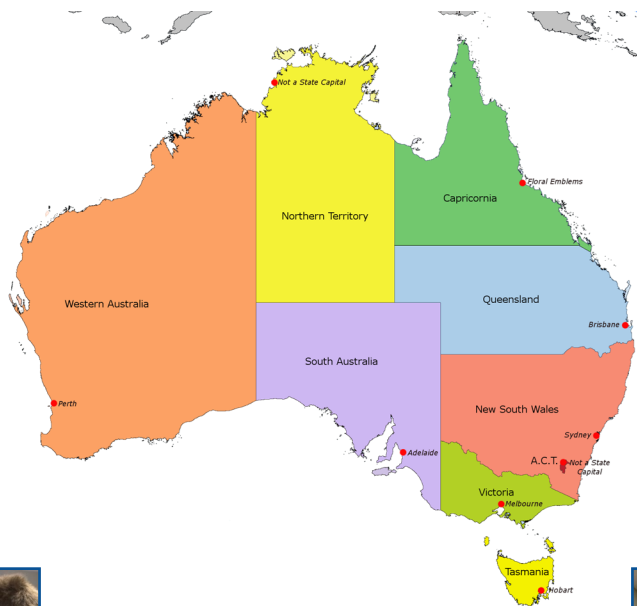 Not a State Capital
Floral Emblems
Capricornia
Northern Territory
Western Australia
Queensland
Brisbane
South Australia
Perth
New South Wales
Sydney
Adelaide
A.C.T.
Not a State
Capital
Victoria
Melbourne
Tasmania
Hobart